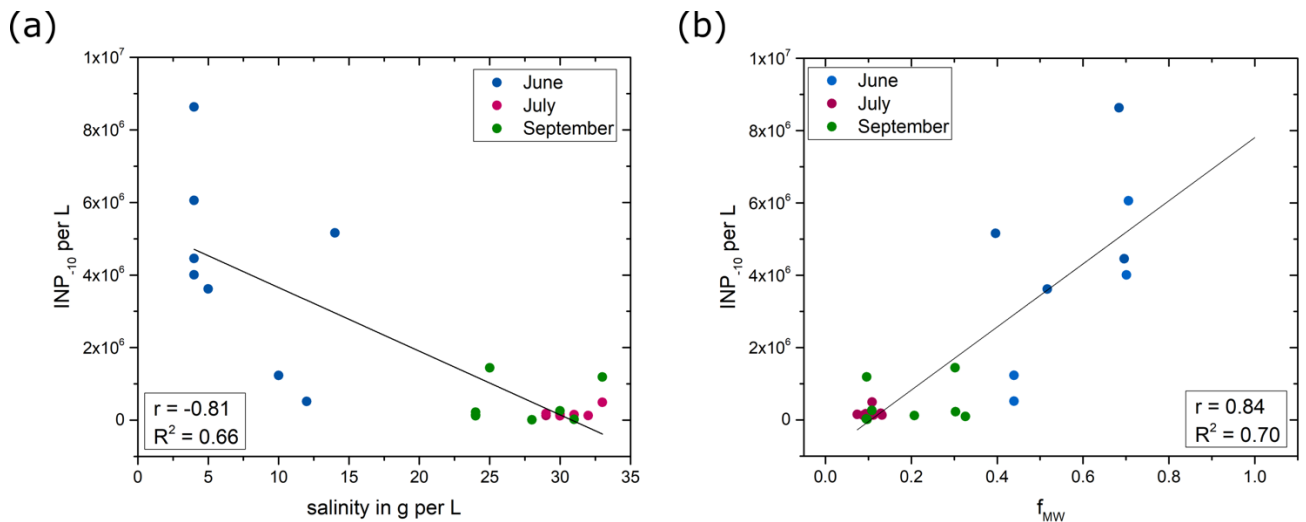 (a)
1x10⁷
8x10⁶
6x10⁶
4x10⁶
2x10⁶
0
INP₋₁₀ per L
June
July
September
r = -0.81
R² = 0.66
0 5 10 15 20 25 30 35
salinity in g per L
(b)
1x10⁷
8x10⁶
6x10⁶
4x10⁶
2x10⁶
0
INP₋₁₀ per L
June
July
September
r = 0.84
R² = 0.70
0.0 0.2 0.4 0.6 0.8 1.0
f_MW